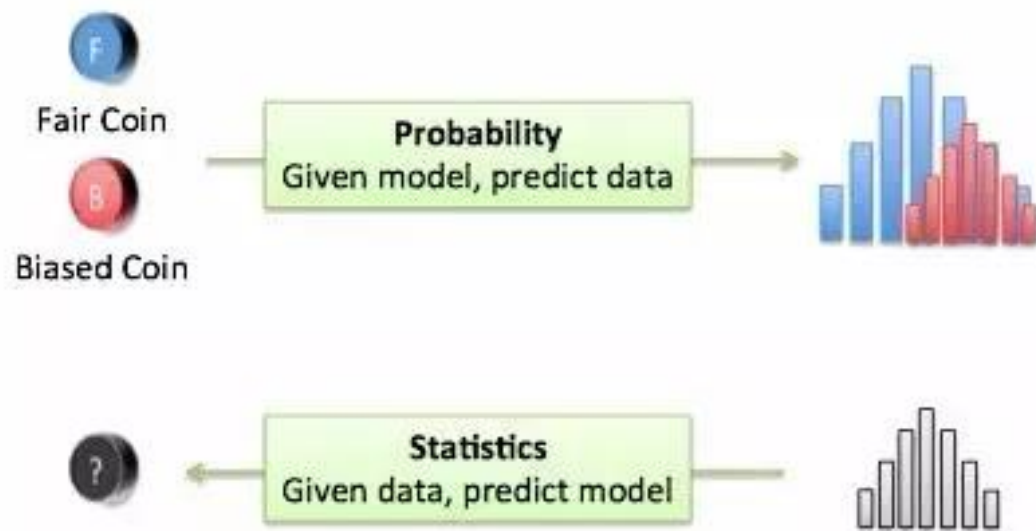 F
Fair Coin
B
Biased Coin
Probability
Given model, predict data
?
Statistics
Given data, predict model